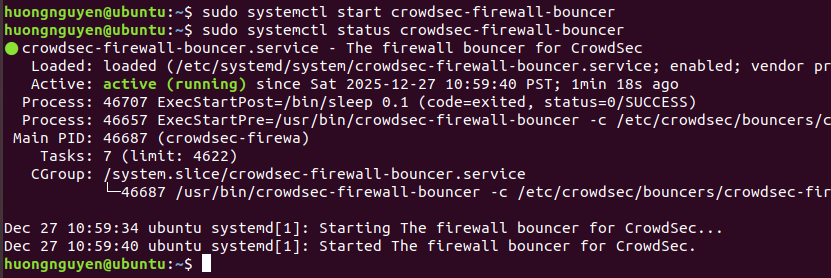 huongnguyen@ubuntu:~$ sudo systemctl start crowdsec-firewall-bouncer
huongnguyen@ubuntu:~$ sudo systemctl status crowdsec-firewall-bouncer
● crowdsec-firewall-bouncer.service - The firewall bouncer for CrowdSec
   Loaded: loaded (/etc/systemd/system/crowdsec-firewall-bouncer.service; enabled; vendor pr
   Active: active (running) since Sat 2025-12-27 10:59:40 PST; 1min 18s ago
  Process: 46707 ExecStartPost=/bin/sleep 0.1 (code=exited, status=0/SUCCESS)
  Process: 46657 ExecStartPre=/usr/bin/crowdsec-firewall-bouncer -c /etc/crowdsec/bouncers/c
 Main PID: 46687 (crowdsec-firewa)
    Tasks: 7 (limit: 4622)
   CGroup: /system.slice/crowdsec-firewall-bouncer.service
           └─46687 /usr/bin/crowdsec-firewall-bouncer -c /etc/crowdsec/bouncers/crowdsec-fir

Dec 27 10:59:34 ubuntu systemd[1]: Starting The firewall bouncer for CrowdSec...
Dec 27 10:59:40 ubuntu systemd[1]: Started The firewall bouncer for CrowdSec.
huongnguyen@ubuntu:~$